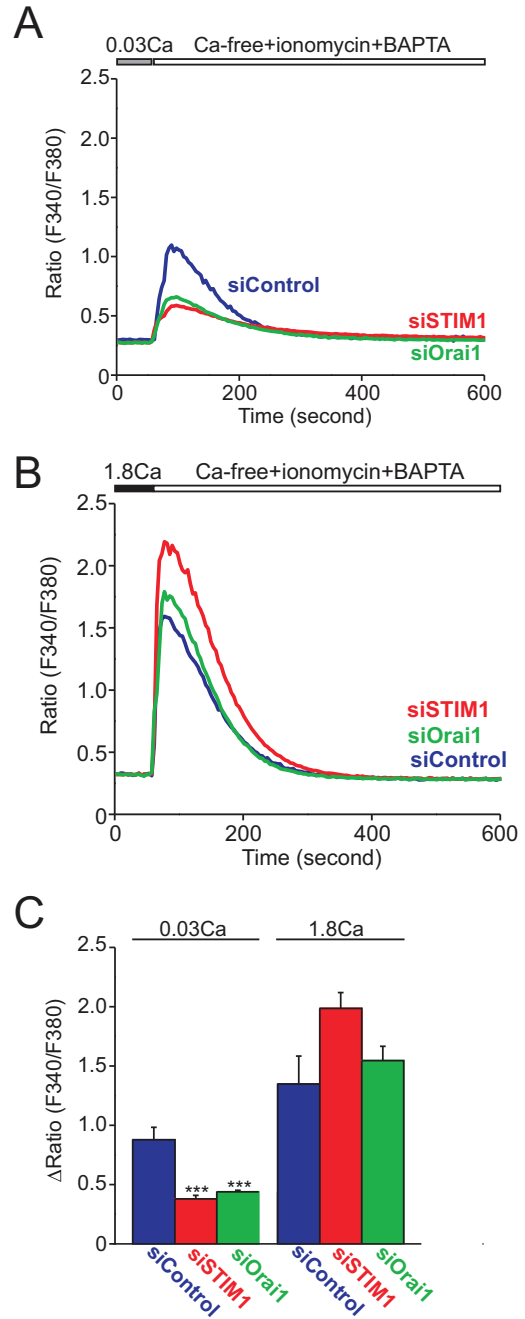 A
0.03Ca Ca-free+ionomycin+BAPTA
2.5
2.0
1.5
1.0
0.5
0
Ratio (F340/F380)
siControl
siSTIM1
siOrai1
0 200 400 600
Time (second)
B
1.8Ca Ca-free+ionomycin+BAPTA
2.5
2.0
1.5
1.0
0.5
0
Ratio (F340/F380)
siSTIM1
siOrai1
siControl
0 200 400 600
Time (second)
C
0.03Ca 1.8Ca
2.5
2.0
1.5
1.0
0.5
0
ΔRatio (F340/F380)
*** ***
siControl siSTIM1 siOrai1 siControl siSTIM1 siOrai1